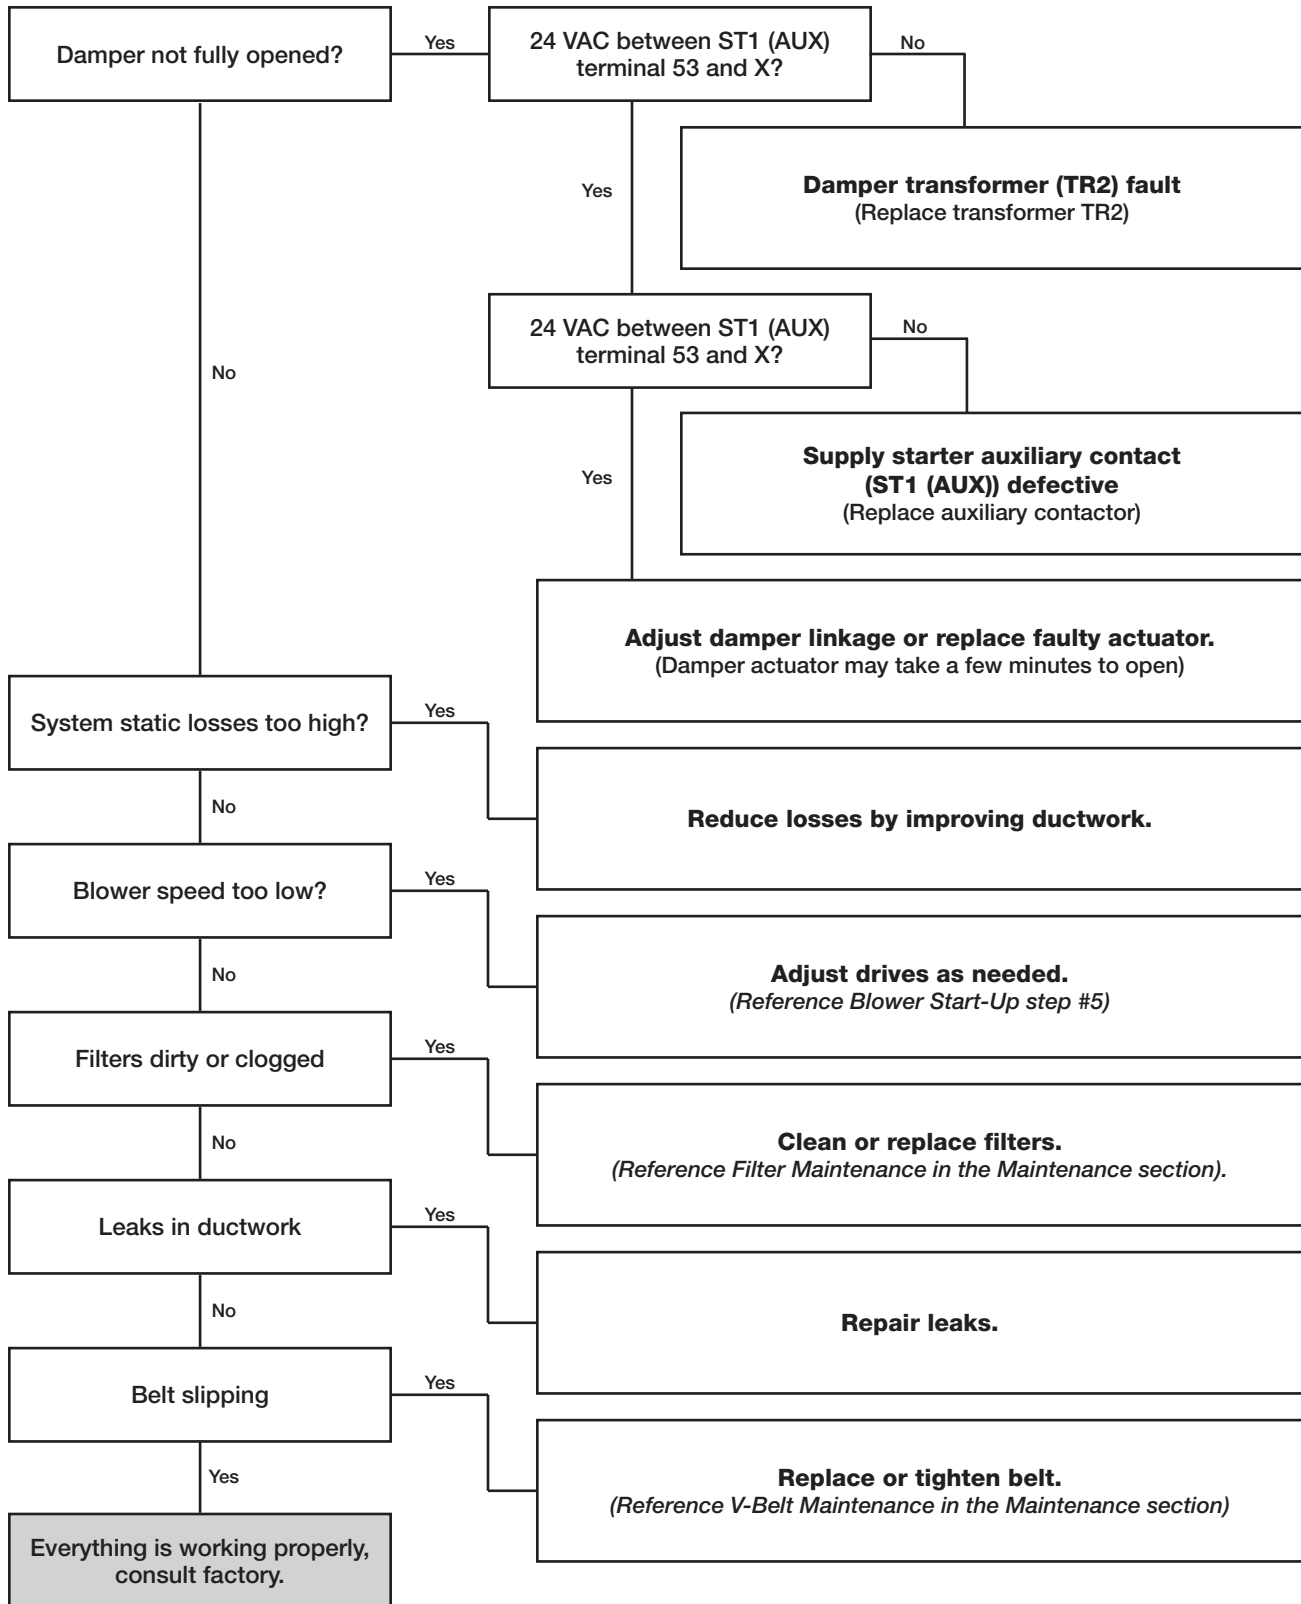 Damper not fully opened?
Yes
24 VAC between ST1 (AUX)
terminal 53 and X?
No
Damper transformer (TR2) fault
(Replace transformer TR2)
Yes
24 VAC between ST1 (AUX)
terminal 53 and X?
No
No
Supply starter auxiliary contact
(ST1 (AUX)) defective
(Replace auxiliary contactor)
Yes
Adjust damper linkage or replace faulty actuator.
(Damper actuator may take a few minutes to open)
System static losses too high?
Yes
Reduce losses by improving ductwork.
No
Blower speed too low?
Yes
Adjust drives as needed.
(Reference Blower Start-Up step #5)
No
Filters dirty or clogged
Yes
Clean or replace filters.
(Reference Filter Maintenance in the Maintenance section).
No
Leaks in ductwork
Yes
Repair leaks.
No
Belt slipping
Yes
Replace or tighten belt.
(Reference V-Belt Maintenance in the Maintenance section)
Yes
Everything is working properly,
consult factory.